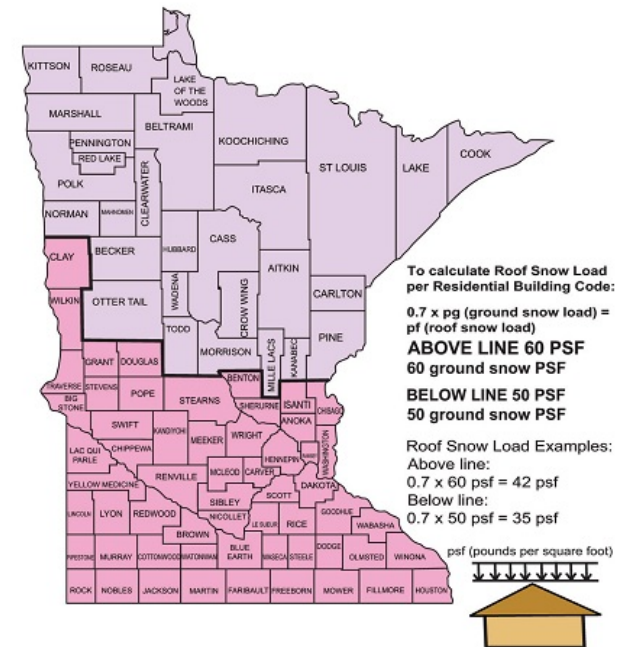 KITTSON
ROSEAU
LAKE
OF THE
WOODS
MARSHALL
BELTRAMI
KOOCHICHING
PENNINGTON
RED LAKE
ST LOUIS
LAKE
COOK
POLK
CLEARWATER
ITASCA
NORMAN
MAHNOMEN
HUBBARD
CASS
CLAY
BECKER
AITKIN
WILKIN
OTTER TAIL
WADENA
CROW WING
CARLTON
TODD
MORRISON
MILLE LACS
KANABEC
PINE
GRANT
DOUGLAS
BENTON
TRAVERSE
STEVENS
POPE
STEARNS
SHERBURNE
ISANTI
CHISAGO
BIG
STONE
SWIFT
KANDIYOHI
MEEKER
WRIGHT
ANOKA
HENNEPIN
RAMSEY
WASHINGTON
LAC QUI
PARLE
CHIPPEWA
RENVILLE
MCLEOD
CARVER
DAKOTA
YELLOW MEDICINE
SIBLEY
SCOTT
LINCOLN
LYON
REDWOOD
NICOLLET
LE SUEUR
RICE
GOODHUE
WABASHA
BROWN
PIPESTONE
MURRAY
COTTONWOOD
WATONWAN
BLUE
EARTH
WASECA
STEELE
DODGE
OLMSTED
WINONA
ROCK
NOBLES
JACKSON
MARTIN
FARIBAULT
FREEBORN
MOWER
FILLMORE
HOUSTON
To calculate Roof Snow Load
per Residential Building Code:
0.7 x pg (ground snow load) =
pf (roof snow load)
ABOVE LINE 60 PSF
60 ground snow PSF
BELOW LINE 50 PSF
50 ground snow PSF
Roof Snow Load Examples:
Above line:
0.7 x 60 psf = 42 psf
Below line:
0.7 x 50 psf = 35 psf
psf (pounds per square foot)